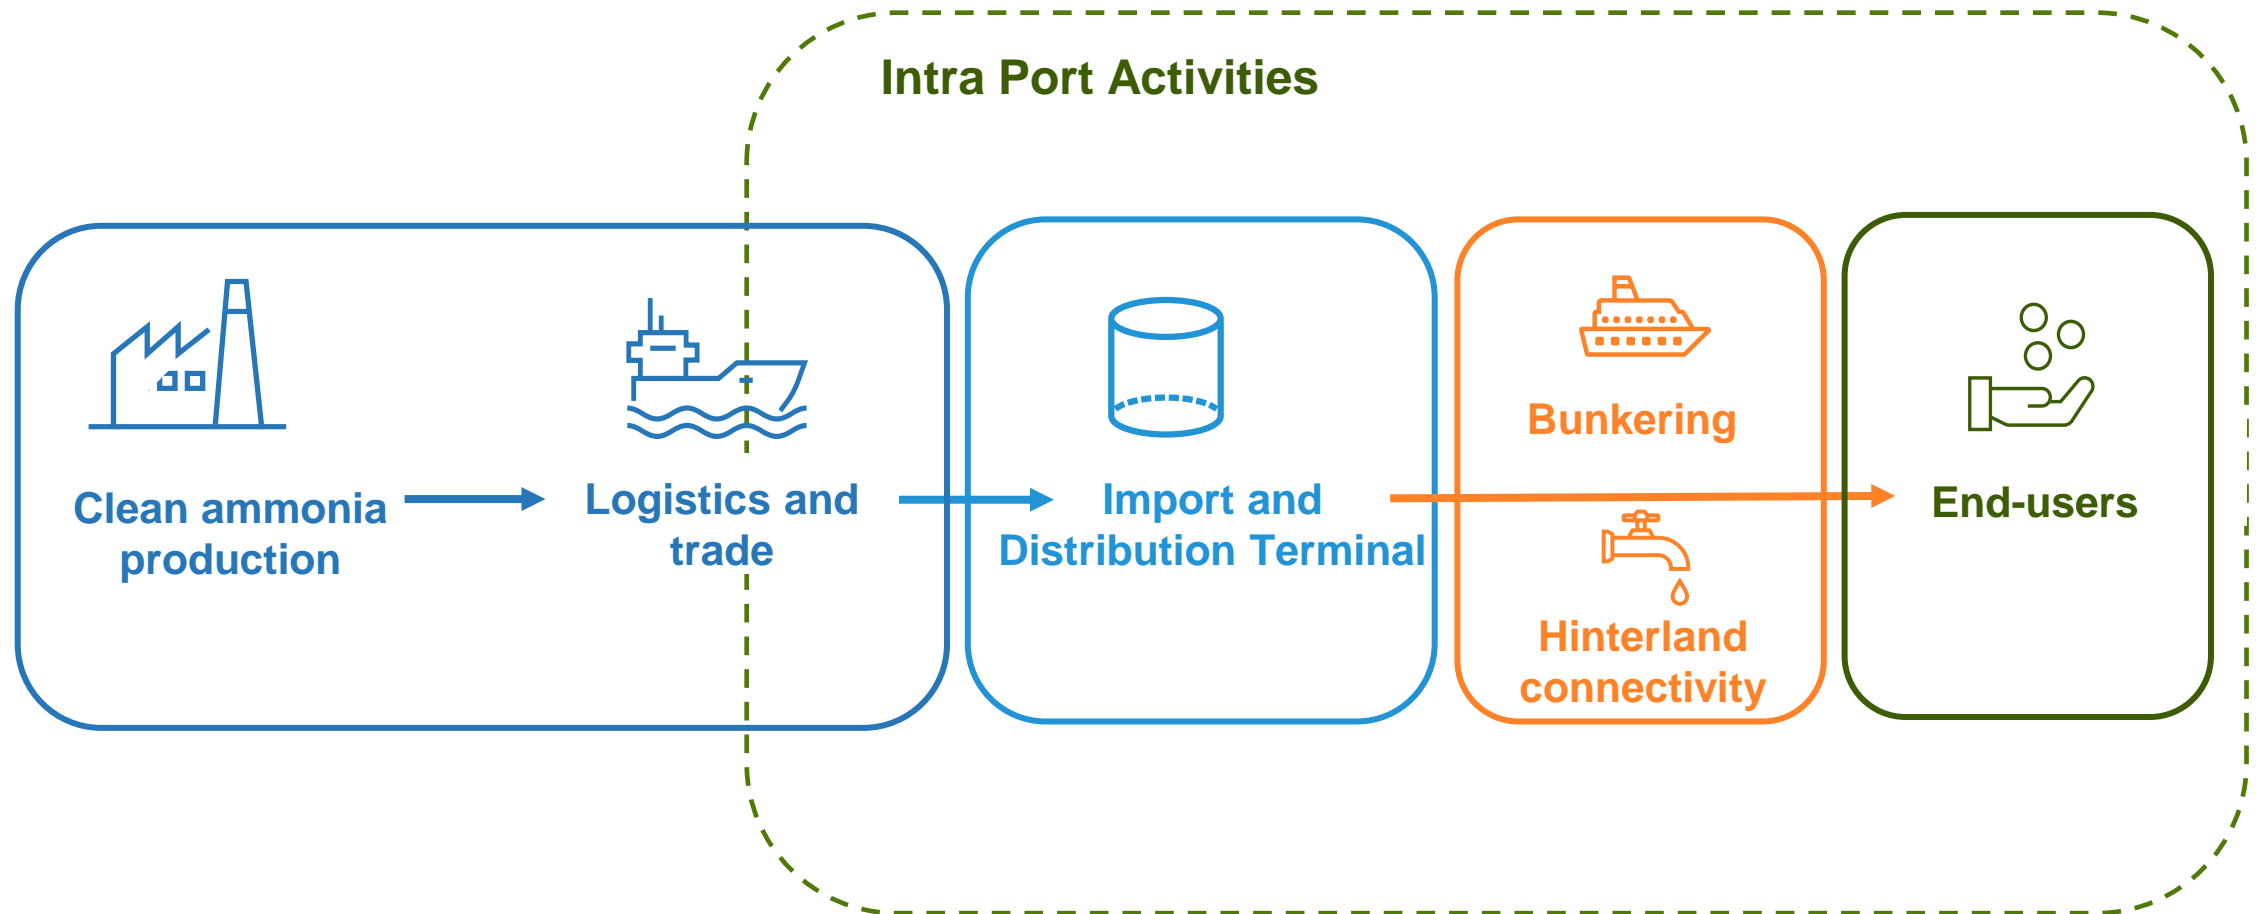 Intra Port Activities
Clean ammonia
production
Logistics and
trade
Import and
Distribution Terminal
Bunkering
Hinterland
connectivity
End-users